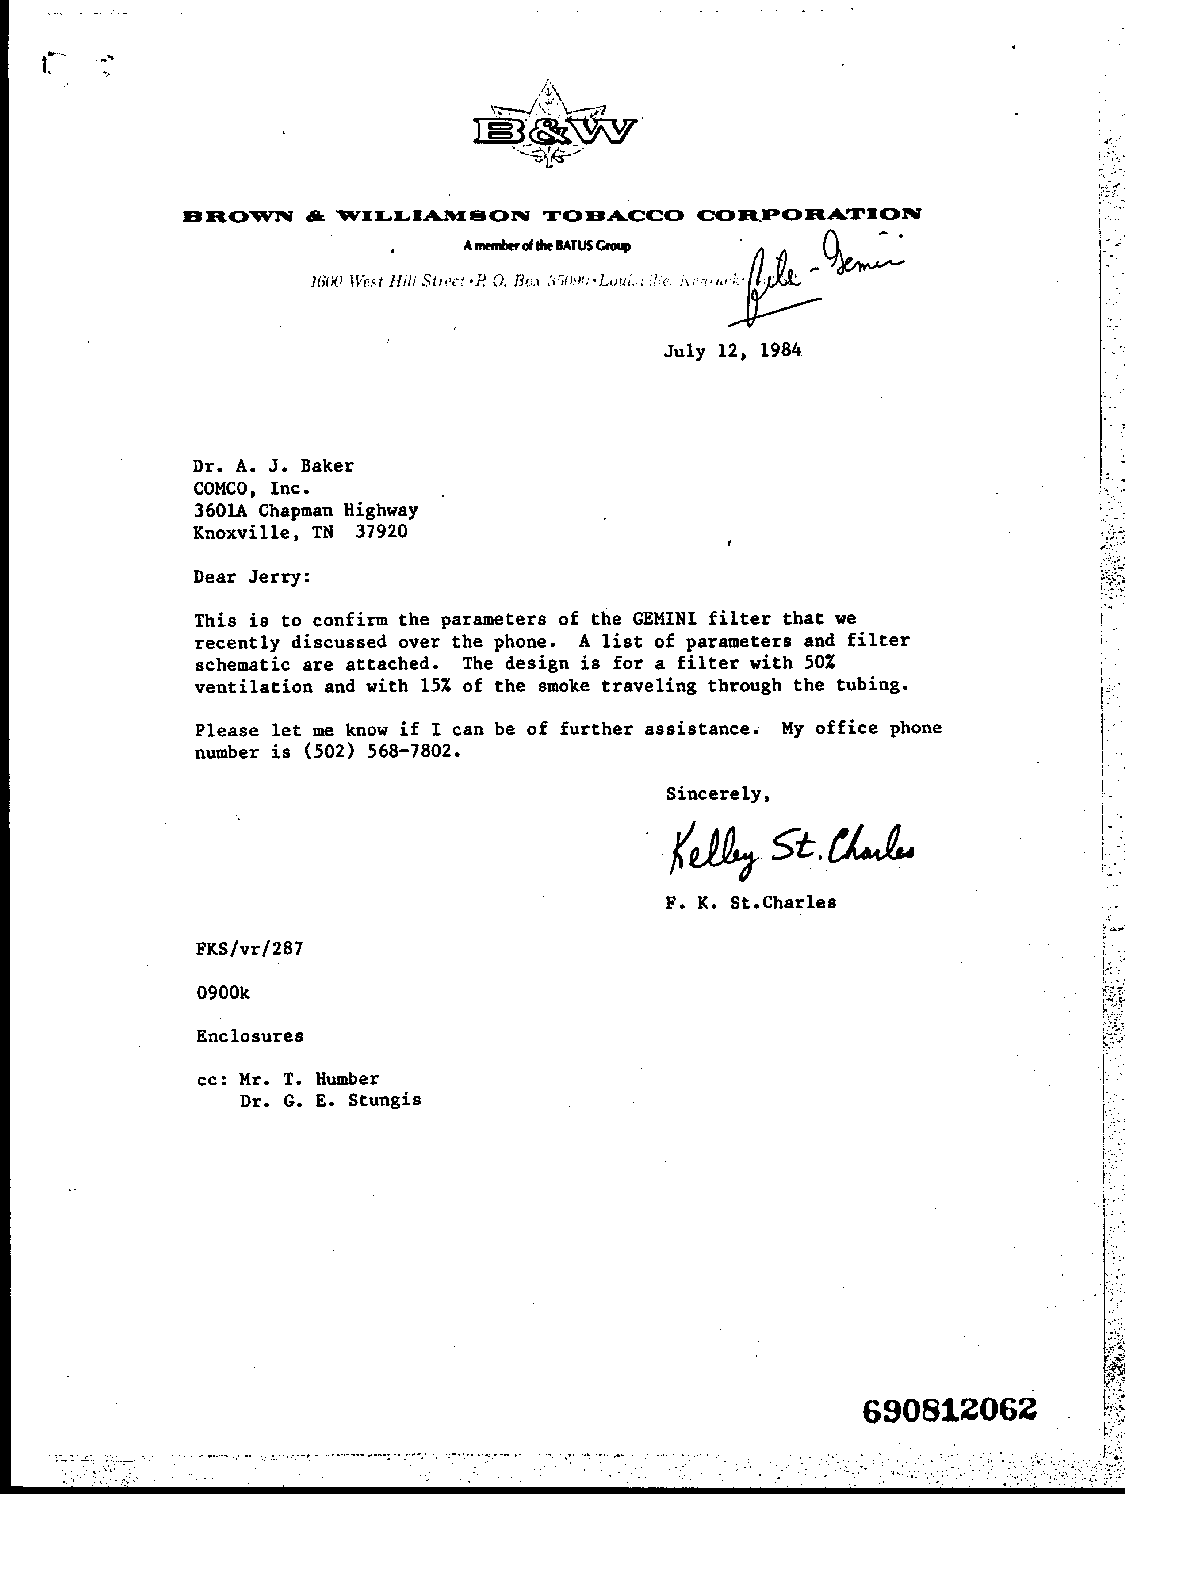 B&W
BROWN & WILLIAMSON TOBACCO CORPORATION
A member of the BATUS Group
1600 West Hill Street • P. O. Box
file - Gemini
July 12, 1984
Dr. A. J. Baker
COMCO, Inc.
3601A Chapman Highway
Knoxville, TN 37920
Dear Jerry:
This is to confirm the parameters of the GEMINI filter that we
recently discussed over the phone. A list of parameters and filter
schematic are attached. The design is for a filter with 50%
ventilation and with 15% of the smoke traveling through the tubing.
Please let me know if I can be of further assistance. My office phone
number is (502) 568-7802.
Sincerely,
Kelley St. Charles
F. K. St.Charles
FKS/vr/287
0900k
Enclosures
cc: Mr. T. Humber
Dr. G. E. Stungis
690812062